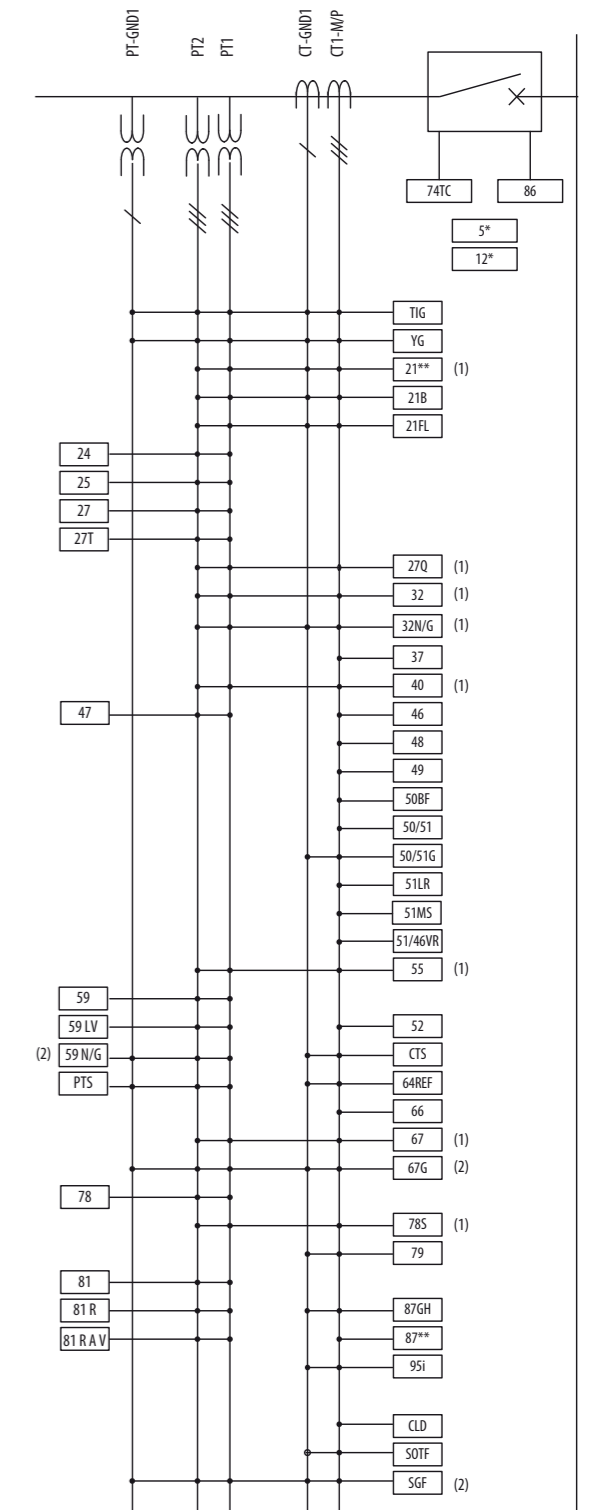 PT-GND1
PT2
PT1
CT-GND1
CT1-M/P
74TC
86
5*
12*
TIG
YG
21** (1)
21B
21FL
24
25
27
27T
27Q (1)
32 (1)
32N/G (1)
37
40 (1)
47
46
48
49
50BF
50/51
50/51G
51LR
51MS
51/46VR
55 (1)
59
59 LV
52
(2) 59 N/G
CTS
PTS
64REF
66
67 (1)
67G (2)
78
78S (1)
79
81
81 R
87GH
81 R A V
87**
95i
CLD
SOTF
SGF (2)